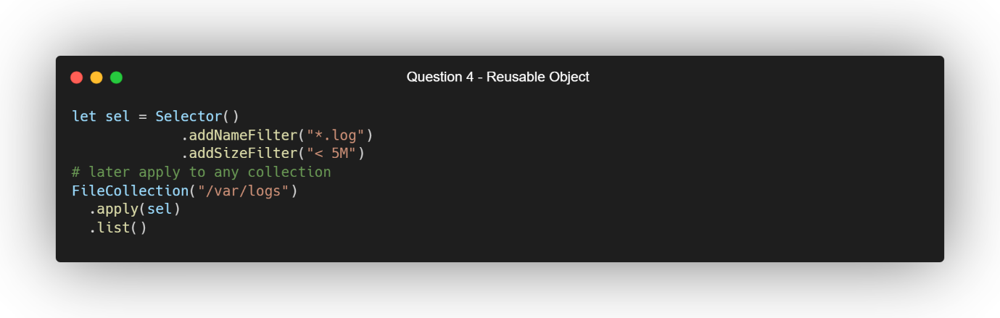 Question 4 - Reusable Object
let sel = Selector()
             .addNameFilter("*.log")
             .addSizeFilter("< 5M")
# later apply to any collection
FileCollection("/var/logs")
  .apply(sel)
  .list()